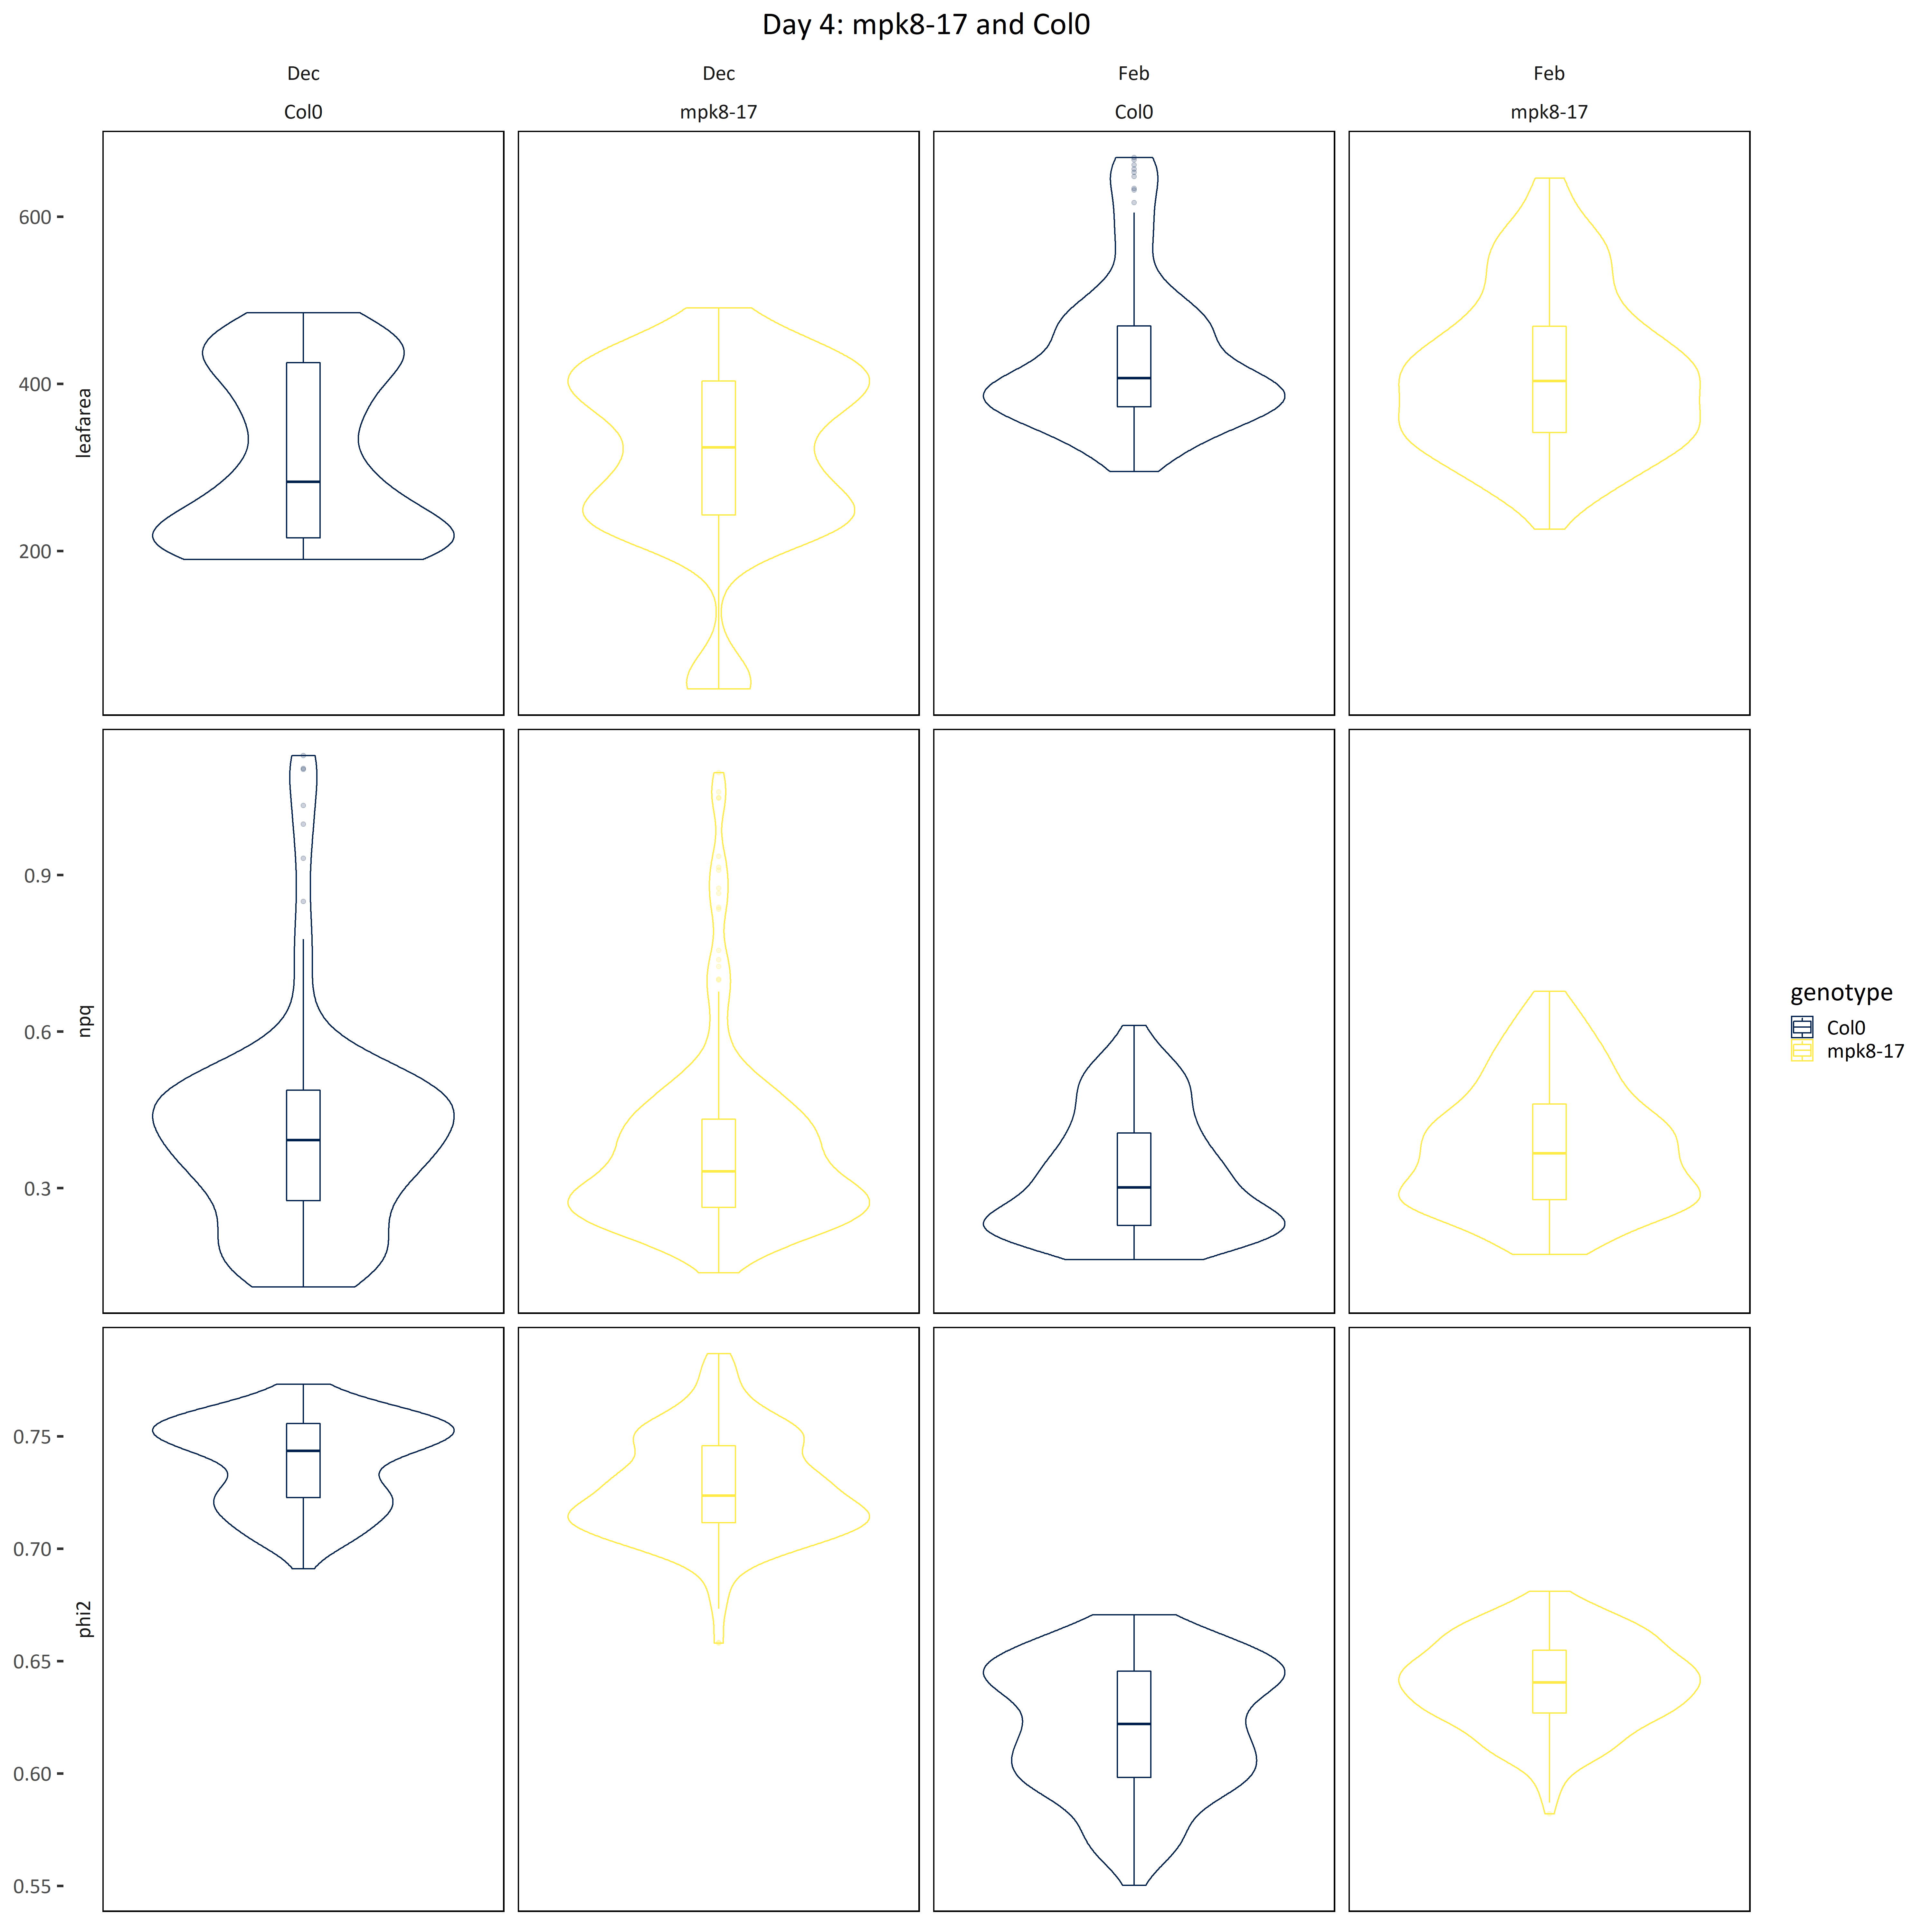 Day 4: mpk8-17 and Col0
Dec
Dec
Feb
Feb
Col0
mpk8-17
Col0
mpk8-17
600
400
200
leafarea
0.9
0.6
0.3
npq
0.75
0.70
0.65
0.60
0.55
phi2
genotype
Col0
mpk8-17